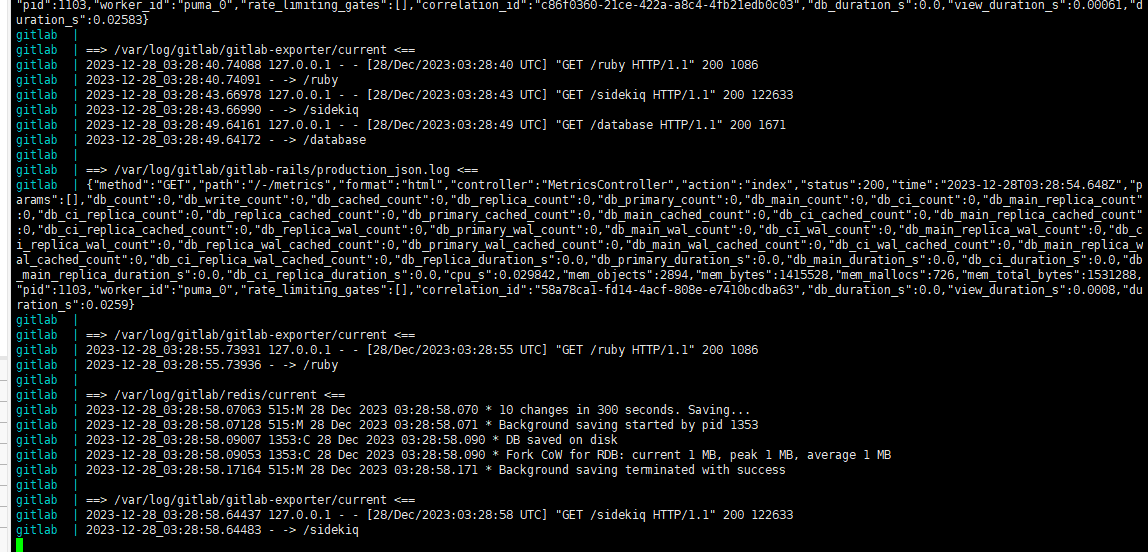 "pid":1103,"worker_id":"puma_0","rate_limiting_gates":[],"correlation_id":"c86f0360-21ce-422a-a8c4-4fb21edb0c03","db_duration_s":0.0,"view_duration_s":0.00061,"d
uration_s":0.02583}
gitlab  |
gitlab  | ==> /var/log/gitlab/gitlab-exporter/current <==
gitlab  | 2023-12-28_03:28:40.74088 127.0.0.1 - - [28/Dec/2023:03:28:40 UTC] "GET /ruby HTTP/1.1" 200 1086
gitlab  | 2023-12-28_03:28:40.74091 - -> /ruby
gitlab  | 2023-12-28_03:28:43.66978 127.0.0.1 - - [28/Dec/2023:03:28:43 UTC] "GET /sidekiq HTTP/1.1" 200 122633
gitlab  | 2023-12-28_03:28:43.66990 - -> /sidekiq
gitlab  | 2023-12-28_03:28:49.64161 127.0.0.1 - - [28/Dec/2023:03:28:49 UTC] "GET /database HTTP/1.1" 200 1671
gitlab  | 2023-12-28_03:28:49.64172 - -> /database
gitlab  |
gitlab  | ==> /var/log/gitlab/gitlab-rails/production_json.log <==
gitlab  | {"method":"GET","path":"/-/metrics","format":"html","controller":"MetricsController","action":"index","status":200,"time":"2023-12-28T03:28:54.648Z","p
arams":[],"db_count":0,"db_write_count":0,"db_cached_count":0,"db_replica_count":0,"db_primary_count":0,"db_main_count":0,"db_ci_count":0,"db_main_replica_count"
:0,"db_ci_replica_count":0,"db_replica_cached_count":0,"db_primary_cached_count":0,"db_main_cached_count":0,"db_ci_cached_count":0,"db_main_replica_cached_count"
:0,"db_ci_replica_cached_count":0,"db_replica_wal_count":0,"db_primary_wal_count":0,"db_main_wal_count":0,"db_ci_wal_count":0,"db_main_replica_wal_count":0,"db_c
i_replica_wal_count":0,"db_replica_wal_cached_count":0,"db_primary_wal_cached_count":0,"db_main_wal_cached_count":0,"db_ci_wal_cached_count":0,"db_main_replica_w
al_cached_count":0,"db_ci_replica_wal_cached_count":0,"db_replica_duration_s":0.0,"db_primary_duration_s":0.0,"db_main_duration_s":0.0,"db_ci_duration_s":0.0,"db
_main_replica_duration_s":0.0,"db_ci_replica_duration_s":0.0,"cpu_s":0.029842,"mem_objects":2894,"mem_bytes":1415528,"mem_mallocs":726,"mem_total_bytes":1531288,
"pid":1103,"worker_id":"puma_0","rate_limiting_gates":[],"correlation_id":"58a78ca1-fd14-4acf-808e-e7410bcdba63","db_duration_s":0.0,"view_duration_s":0.0008,"du
ration_s":0.0259}
gitlab  |
gitlab  | ==> /var/log/gitlab/gitlab-exporter/current <==
gitlab  | 2023-12-28_03:28:55.73931 127.0.0.1 - - [28/Dec/2023:03:28:55 UTC] "GET /ruby HTTP/1.1" 200 1086
gitlab  | 2023-12-28_03:28:55.73936 - -> /ruby
gitlab  |
gitlab  | ==> /var/log/gitlab/redis/current <==
gitlab  | 2023-12-28_03:28:58.07063 515:M 28 Dec 2023 03:28:58.070 * 10 changes in 300 seconds. Saving...
gitlab  | 2023-12-28_03:28:58.07128 515:M 28 Dec 2023 03:28:58.071 * Background saving started by pid 1353
gitlab  | 2023-12-28_03:28:58.09007 1353:C 28 Dec 2023 03:28:58.090 * DB saved on disk
gitlab  | 2023-12-28_03:28:58.09053 1353:C 28 Dec 2023 03:28:58.090 * Fork CoW for RDB: current 1 MB, peak 1 MB, average 1 MB
gitlab  | 2023-12-28_03:28:58.17164 515:M 28 Dec 2023 03:28:58.171 * Background saving terminated with success
gitlab  |
gitlab  | ==> /var/log/gitlab/gitlab-exporter/current <==
gitlab  | 2023-12-28_03:28:58.64437 127.0.0.1 - - [28/Dec/2023:03:28:58 UTC] "GET /sidekiq HTTP/1.1" 200 122633
gitlab  | 2023-12-28_03:28:58.64483 - -> /sidekiq